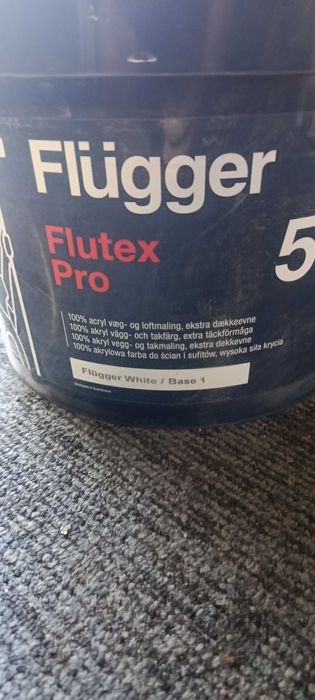 Flügger
Flutex 5
Pro
100% acryl væg- og loftmaling, ekstra dækkeevne
100% akryl vägg- och takfärg, extra täckförmåga
100% akryl vegg- og takmaling, ekstra dekkevne
100% akrylowa farba do ścian i sufitów, wysoka siła krycia
Flügger White / Base 1